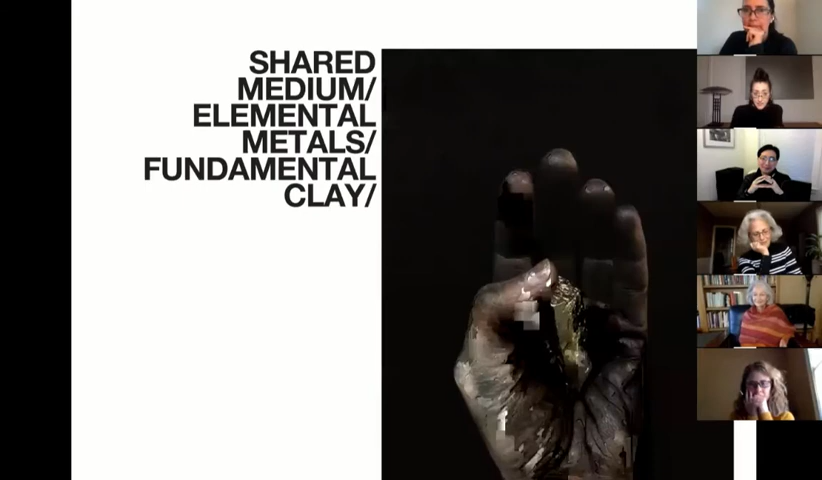 SHARED
MEDIUM/
ELEMENTAL
METALS/
FUNDAMENTAL
CLAY/